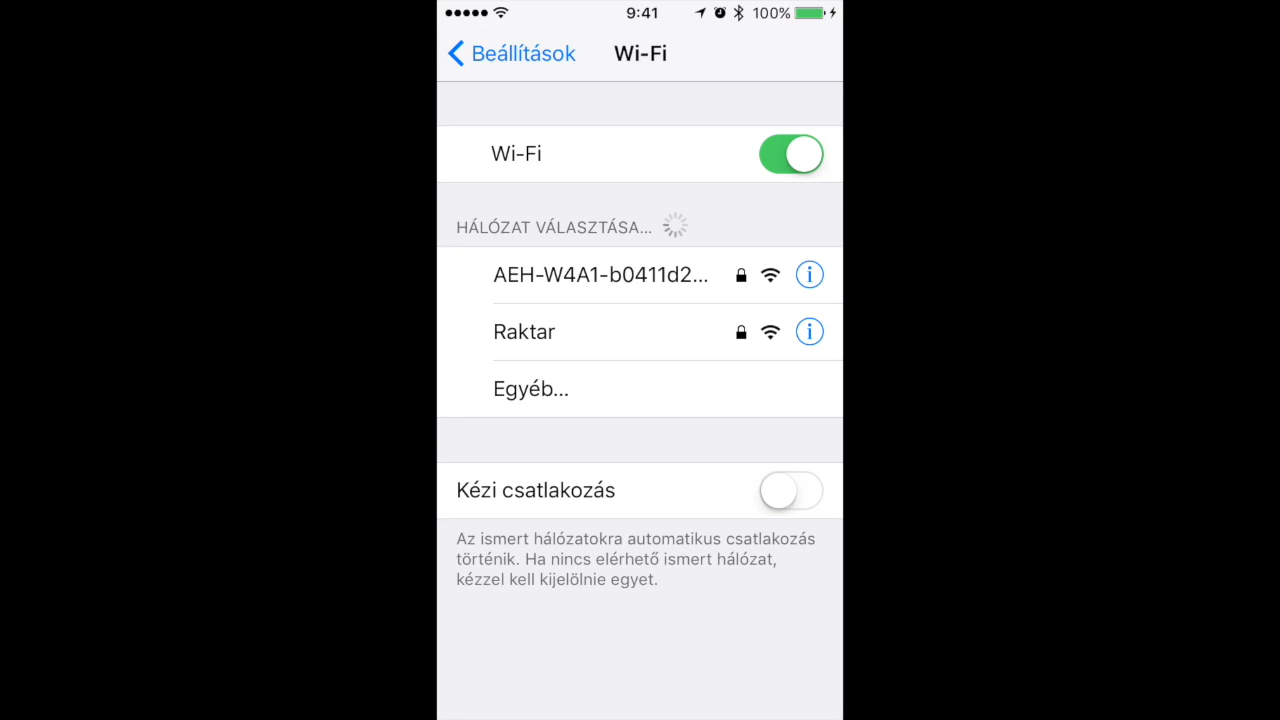 9:41
100%
Beállítások
Wi-Fi
Wi-Fi
HÁLÓZAT VÁLASZTÁSA...
AEH-W4A1-b0411d2...
Raktar
Egyéb...
Kézi csatlakozás
Az ismert hálózatokra automatikus csatlakozás
történik. Ha nincs elérhető ismert hálózat,
kézzel kell kijelölnie egyet.